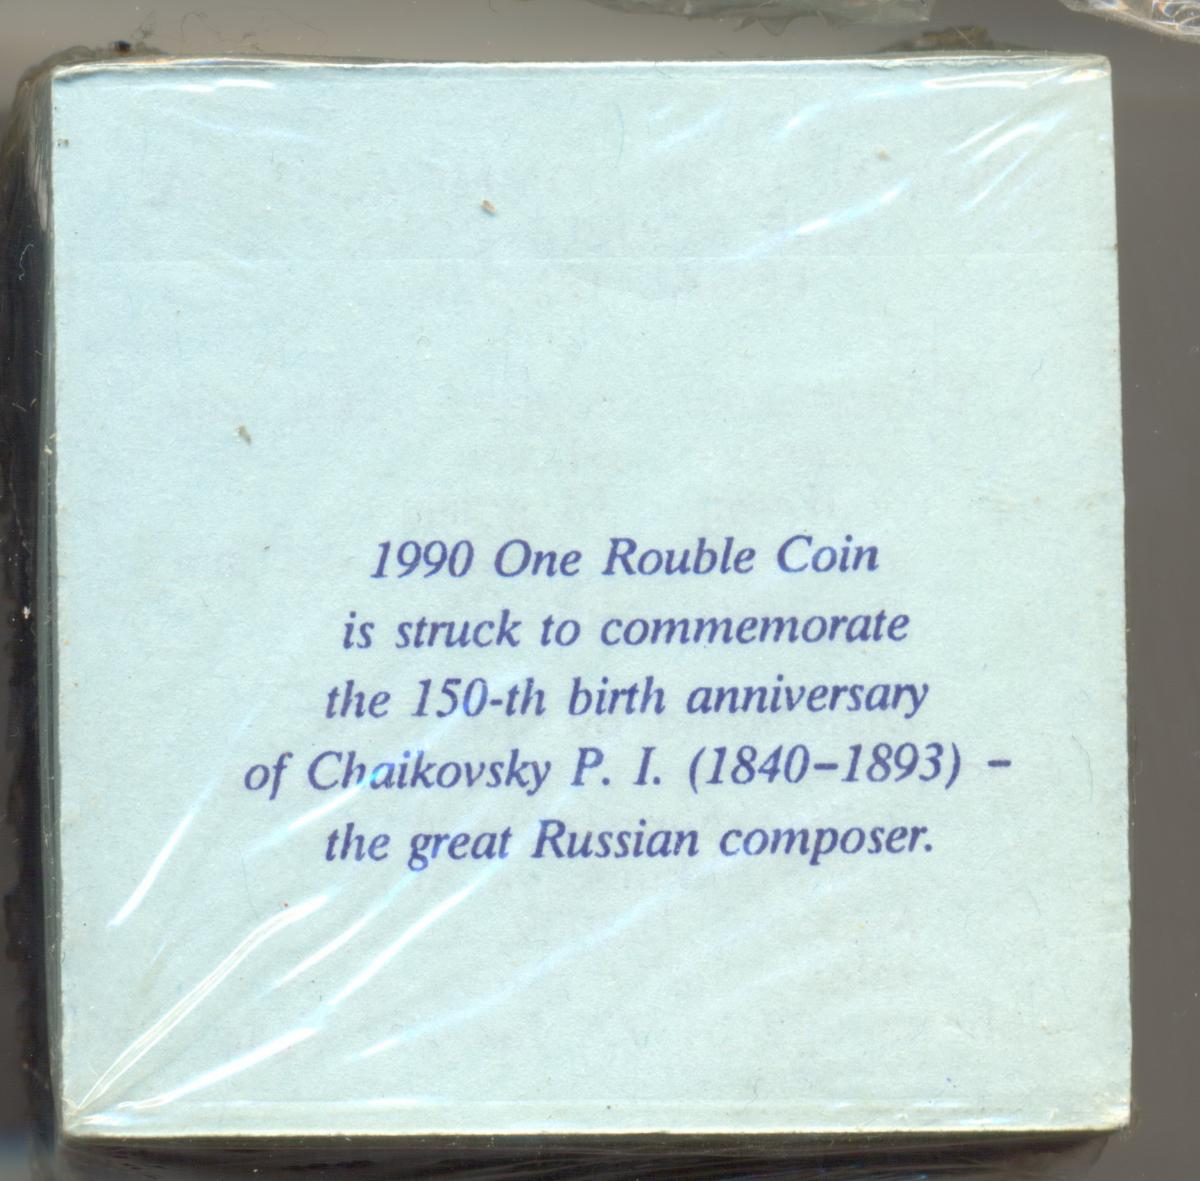 1990 One Rouble Coin
is struck to commemorate
the 150-th birth anniversary
of Chaikovsky P. I. (1840–1893) –
the great Russian composer.